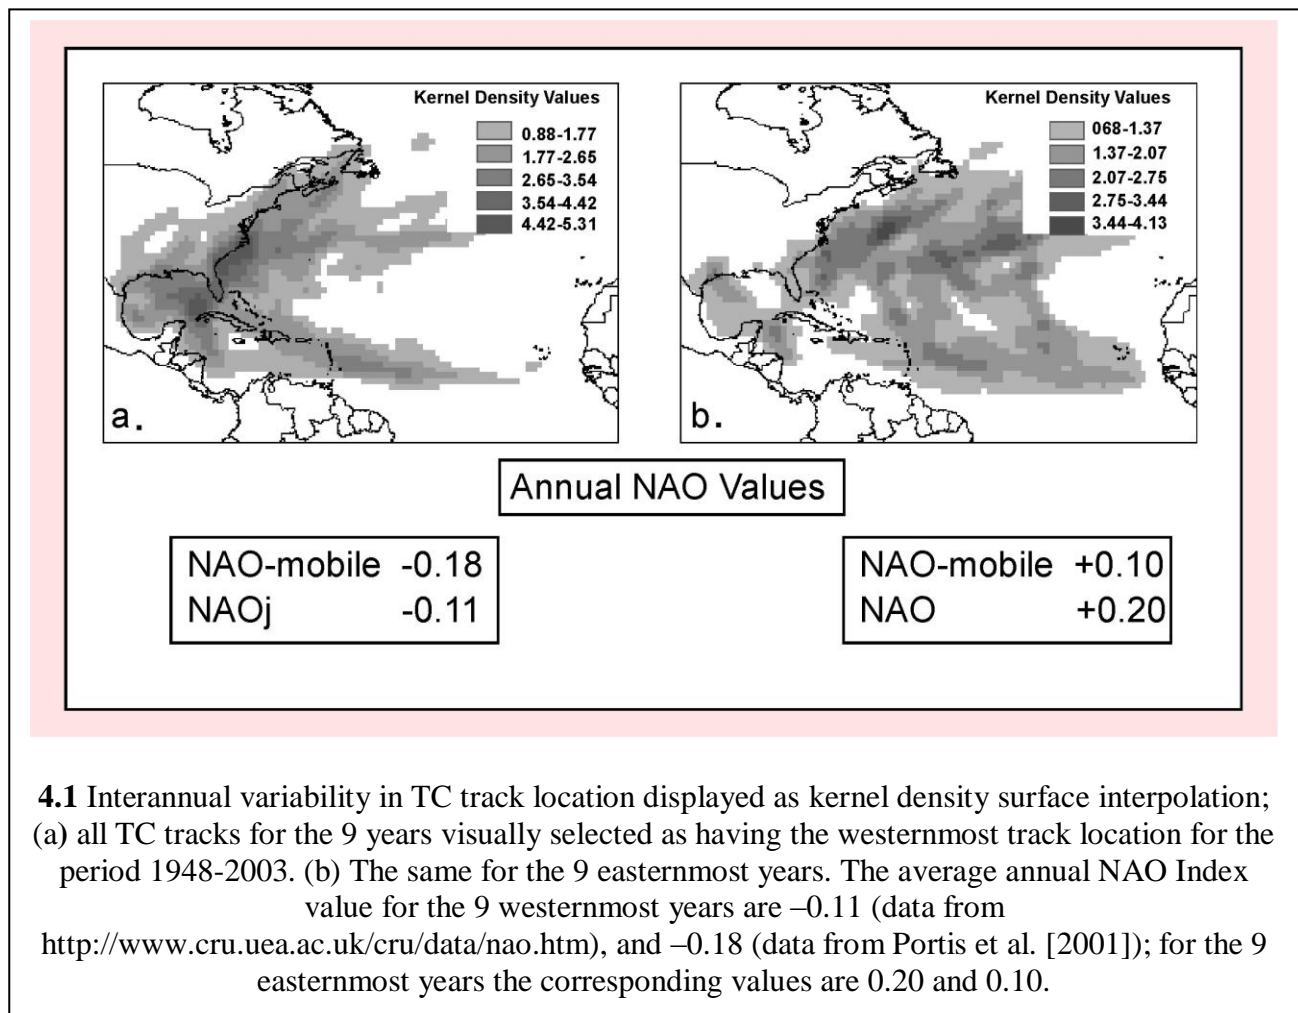 Kernel Density Values
0.88-1.77
1.77-2.65
2.65-3.54
3.54-4.42
4.42-5.31
a.
Kernel Density Values
068-1.37
1.37-2.07
2.07-2.75
2.75-3.44
3.44-4.13
b.
Annual NAO Values
NAO-mobile -0.18
NAOj -0.11
NAO-mobile +0.10
NAO +0.20
4.1 Interannual variability in TC track location displayed as kernel density surface interpolation;
(a) all TC tracks for the 9 years visually selected as having the westernmost track location for the
period 1948-2003. (b) The same for the 9 easternmost years. The average annual NAO Index
value for the 9 westernmost years are –0.11 (data from
http://www.cru.uea.ac.uk/cru/data/nao.htm), and –0.18 (data from Portis et al. [2001]); for the 9
easternmost years the corresponding values are 0.20 and 0.10.